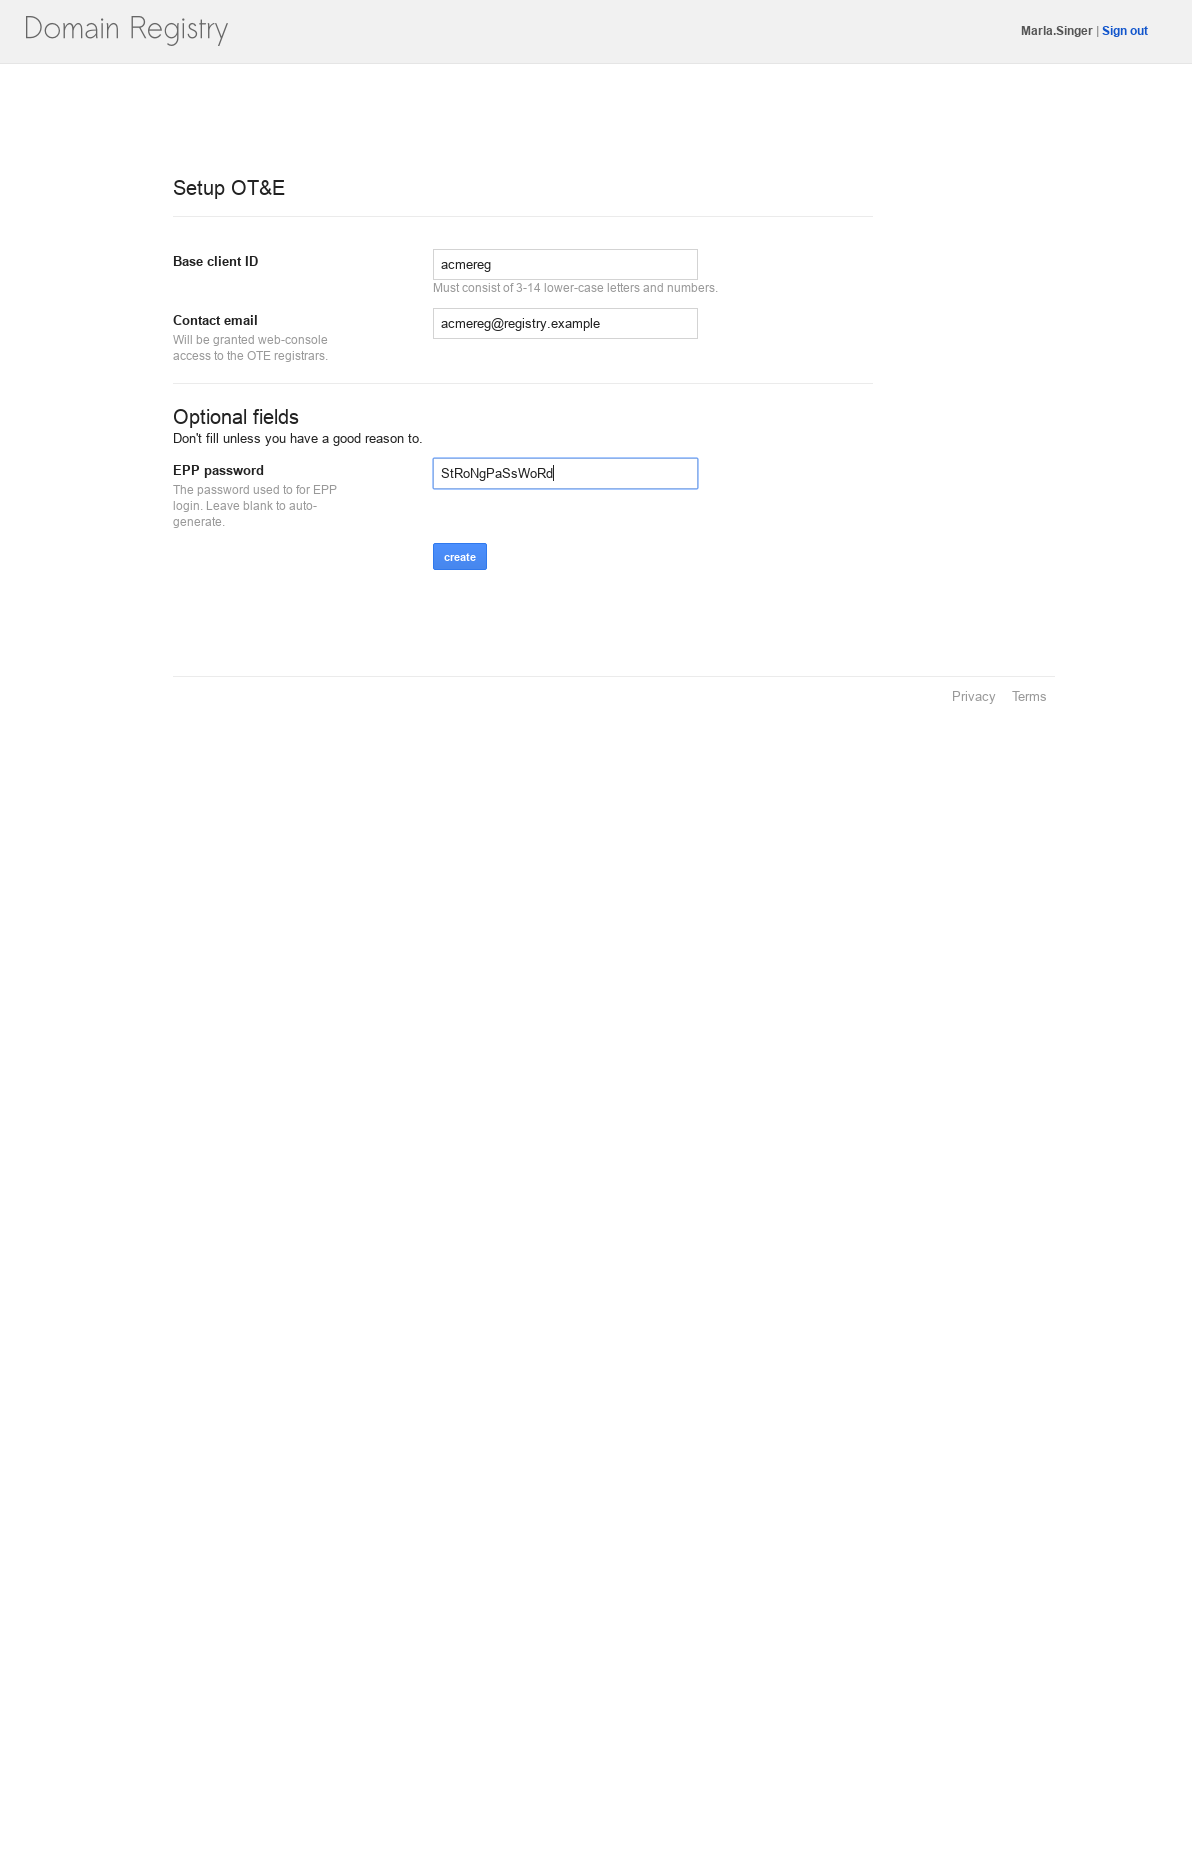 Domain Registry
Marla.Singer | Sign out
Setup OT&E
Base client ID
acmereg
Must consist of 3-14 lower-case letters and numbers.
Contact email
Will be granted web-console
access to the OTE registrars.
acmereg@registry.example
Optional fields
Don't fill unless you have a good reason to.
EPP password
The password used to for EPP
login. Leave blank to auto-
generate.
StRoNgPaSsWoRd
create
Privacy Terms